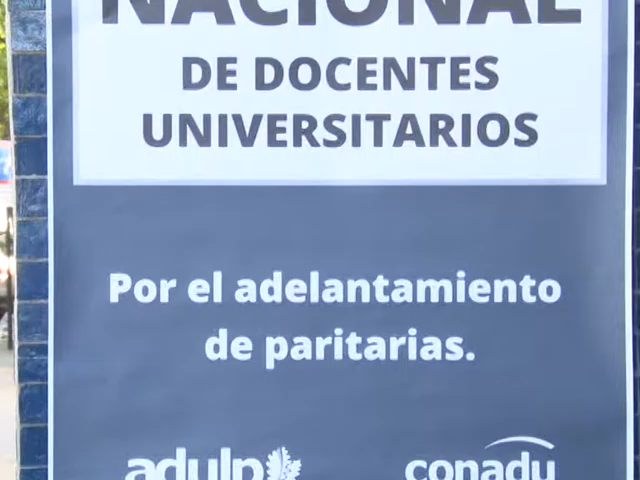 NACIONAL
DE DOCENTES
UNIVERSITARIOS
Por el adelantamiento
de paritarias.
adulp conadu